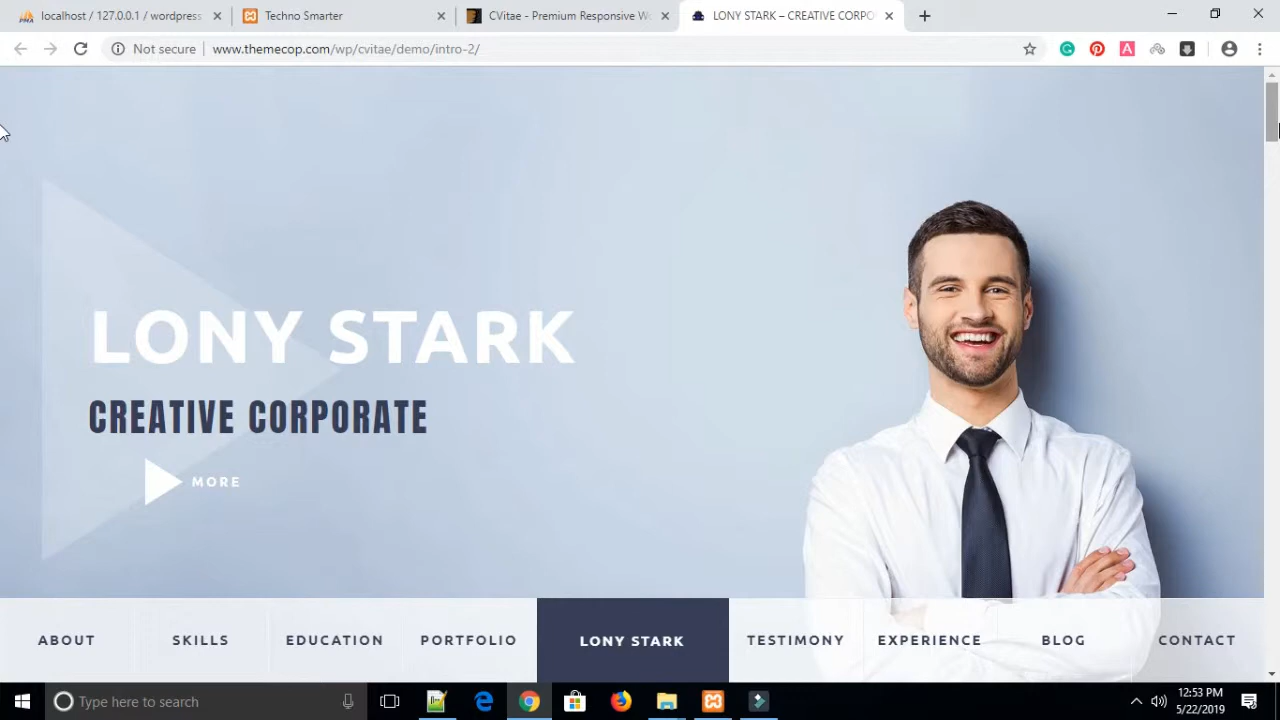 localhost / 127.0.0.1 / wordpress
Techno Smarter
CVitae - Premium Responsive W
LONY STARK – CREATIVE CORPO
Not secure
www.themecop.com/wp/cvitae/demo/intro-2/
LONY STARK
CREATIVE CORPORATE
MORE
ABOUT
SKILLS
EDUCATION
PORTFOLIO
LONY STARK
TESTIMONY
EXPERIENCE
BLOG
CONTACT
Type here to search
12:53 PM
5/22/2019